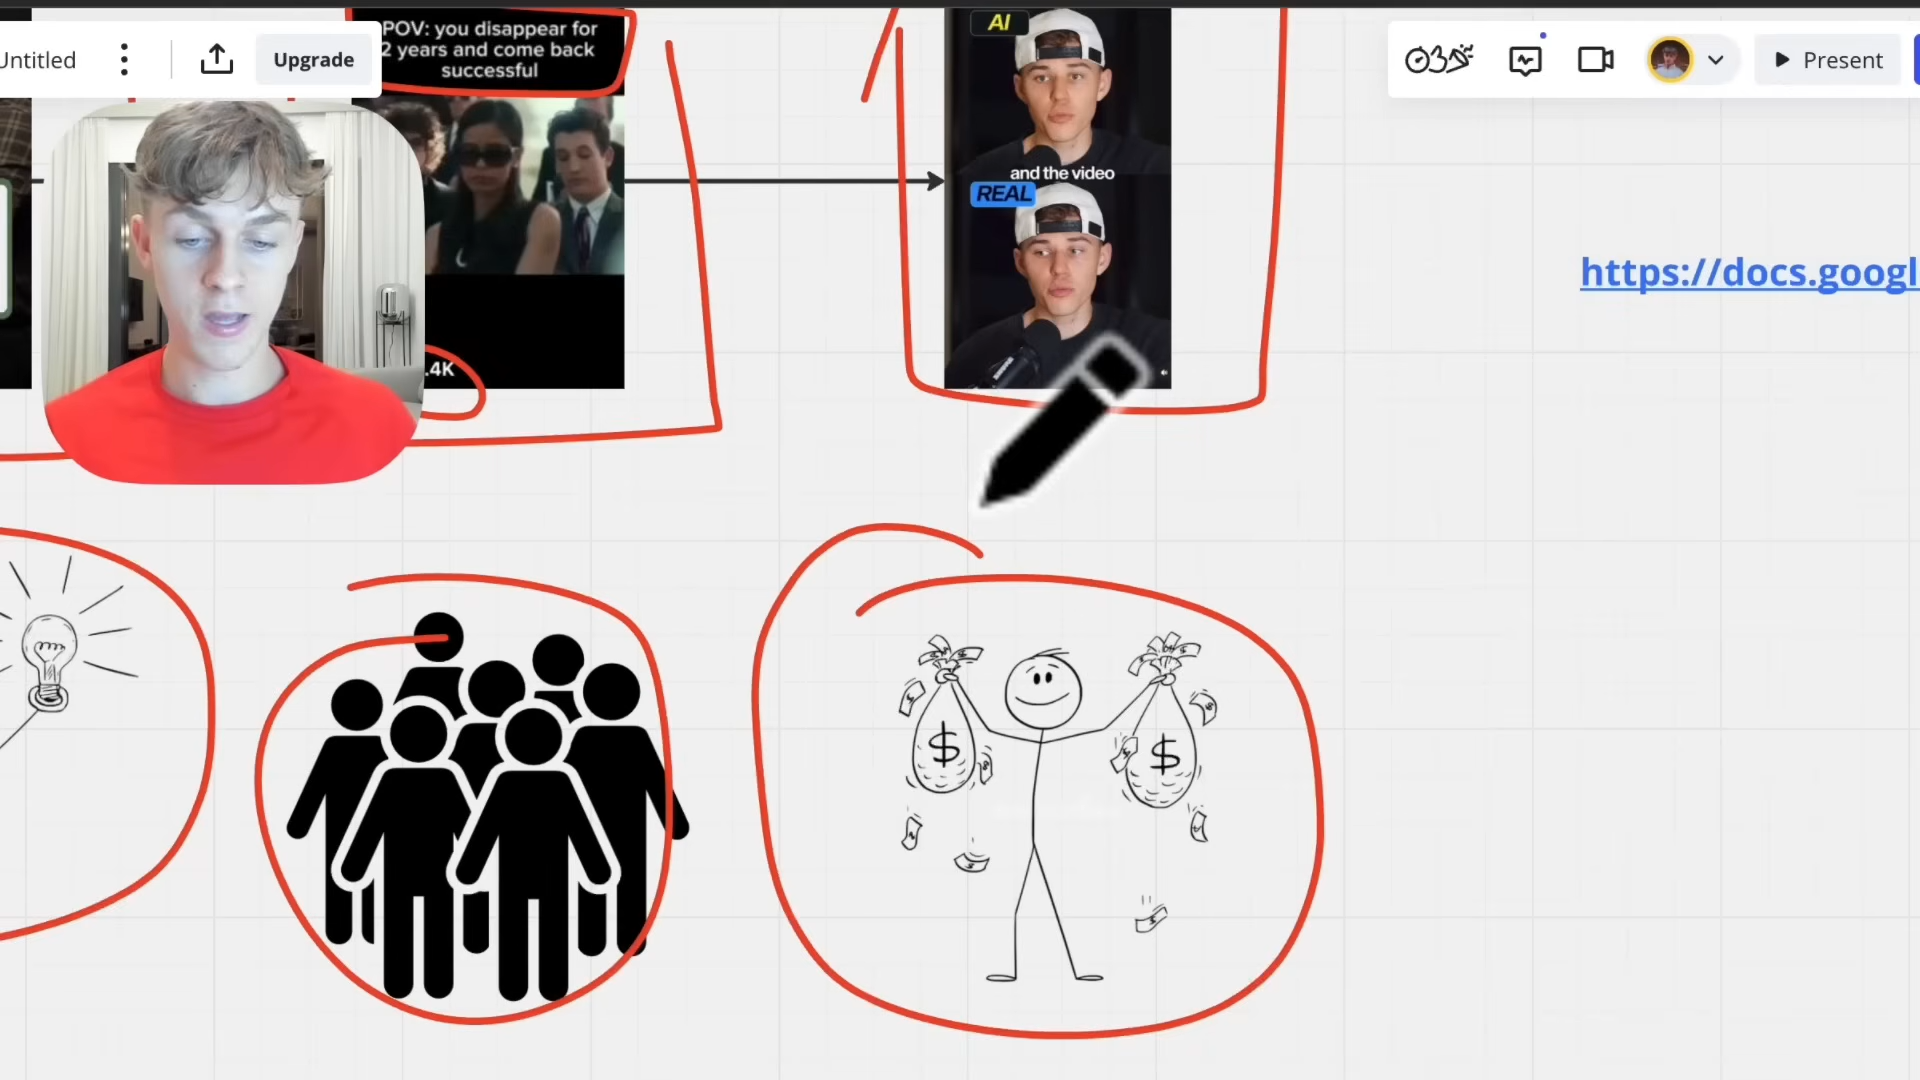 Untitled
Upgrade
POV: you disappear for
2 years and come back
successful
.4K
AI
and the video
REAL
Present
https://docs.googl
$
$